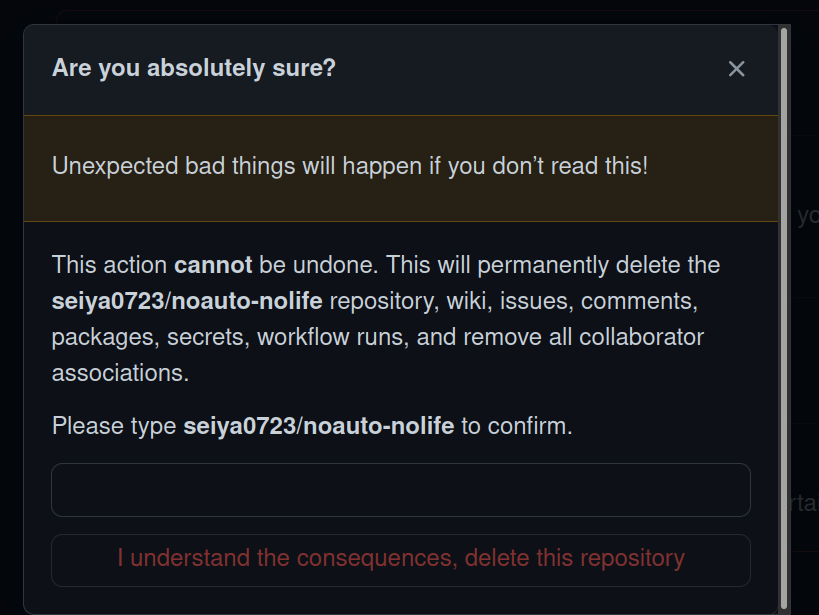 Are you absolutely sure?
Unexpected bad things will happen if you don’t read this!
This action cannot be undone. This will permanently delete the
seiya0723/noauto-nolife repository, wiki, issues, comments,
packages, secrets, workflow runs, and remove all collaborator
associations.
Please type seiya0723/noauto-nolife to confirm.
I understand the consequences, delete this repository